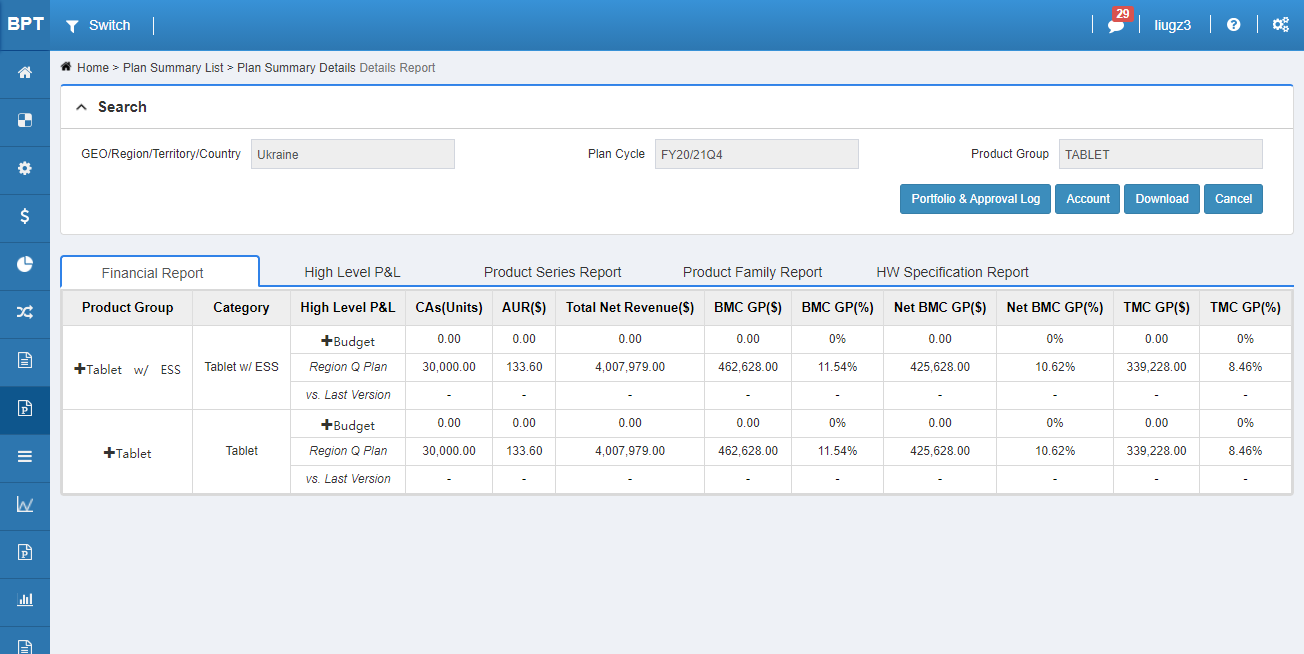 BPT Switch 29 liugz3
Home > Plan Summary List > Plan Summary Details Details Report
Search
GEO/Region/Territory/Country Ukraine Plan Cycle FY20/21Q4 Product Group TABLET
Portfolio & Approval Log Account Download Cancel
Financial Report High Level P&L Product Series Report Product Family Report HW Specification Report
Product Group Category High Level P&L CAs(Units) AUR($) Total Net Revenue($) BMC GP($) BMC GP(%) Net BMC GP($) Net BMC GP(%) TMC GP($) TMC GP(%)
Budget 0.00 0.00 0.00 0.00 0% 0.00 0% 0.00 0%
Tablet w/ ESS Tablet w/ ESS Region Q Plan 30,000.00 133.60 4,007,979.00 462,628.00 11.54% 425,628.00 10.62% 339,228.00 8.46%
vs. Last Version - - - - - - - - -
Budget 0.00 0.00 0.00 0.00 0% 0.00 0% 0.00 0%
Tablet Tablet Region Q Plan 30,000.00 133.60 4,007,979.00 462,628.00 11.54% 425,628.00 10.62% 339,228.00 8.46%
vs. Last Version - - - - - - - - -